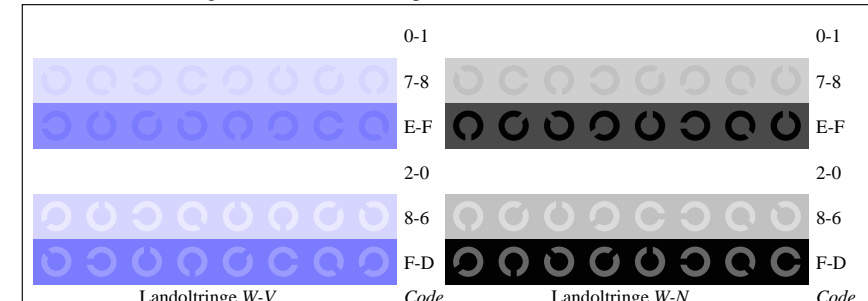 0-1 0-1
7-8 7-8
E-F E-F
2-0 2-0
8-6 8-6
F-D F-D
Landoltringe W-V Code Landoltringe W-N Code